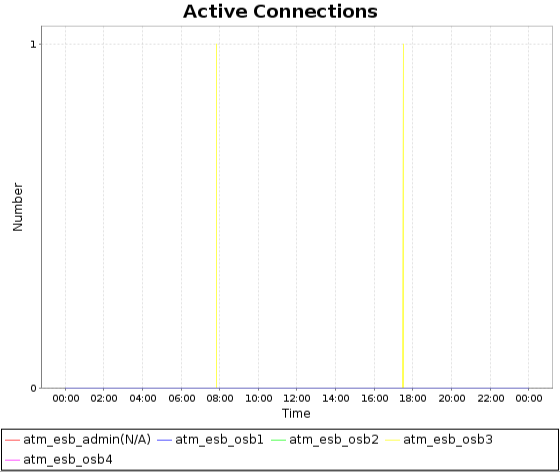 Active Connections
1
Number
0
00:00 02:00 04:00 06:00 08:00 10:00 12:00 14:00 16:00 18:00 20:00 22:00 00:00
Time
atm_esb_admin(N/A) atm_esb_osb1 atm_esb_osb2 atm_esb_osb3
atm_esb_osb4